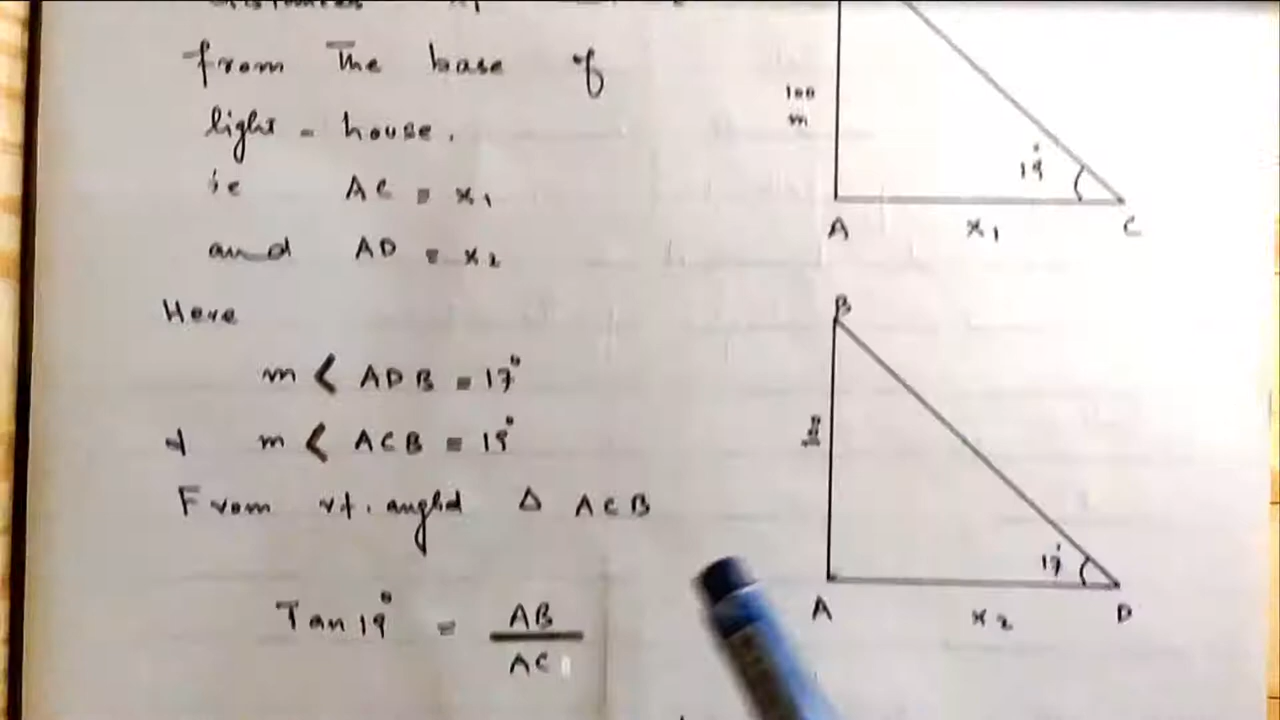 from The base of
light - house.
ie AC = x₁
and AD = x₂
Here
m < ADB = 17°
m < ACB = 19°
From rt. angled Δ ACB
Tan 19° = AB / AC
100
m
19°
A x₁ C
B
17°
A x₂ D